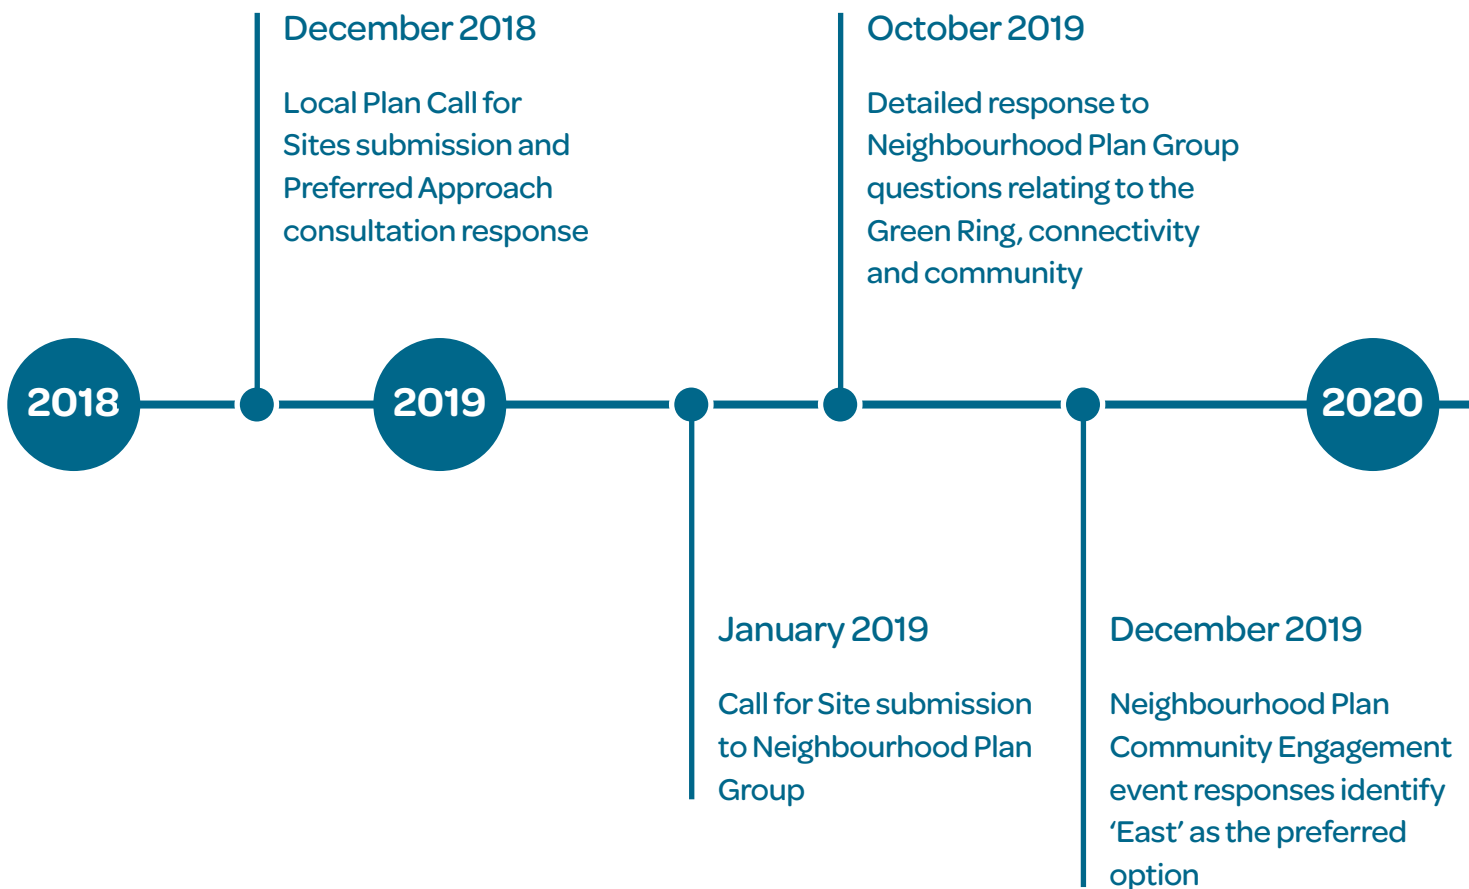 December 2018
Local Plan Call for
Sites submission and
Preferred Approach
consultation response
October 2019
Detailed response to
Neighbourhood Plan Group
questions relating to the
Green Ring, connectivity
and community
2018
2019
2020
January 2019
Call for Site submission
to Neighbourhood Plan
Group
December 2019
Neighbourhood Plan
Community Engagement
event responses identify
‘East’ as the preferred
option